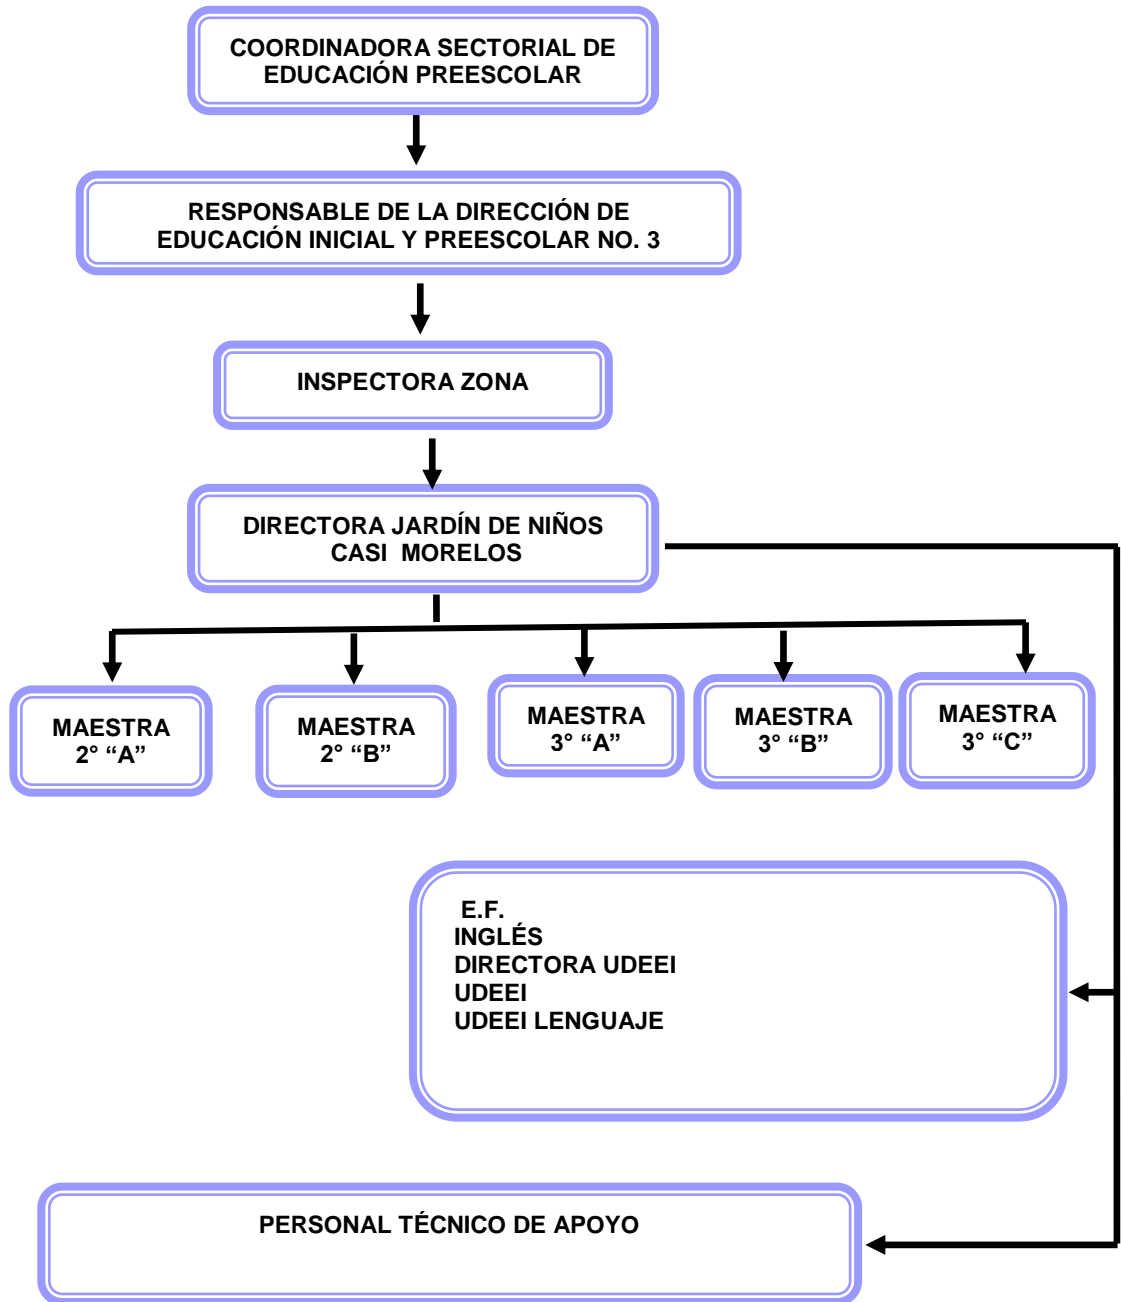 COORDINADORA SECTORIAL DE
EDUCACIÓN PREESCOLAR
RESPONSABLE DE LA DIRECCIÓN DE
EDUCACIÓN INICIAL Y PREESCOLAR NO. 3
INSPECTORA ZONA
DIRECTORA JARDÍN DE NIÑOS
CASI MORELOS
MAESTRA
2° “A”
MAESTRA
2° “B”
MAESTRA
3° “A”
MAESTRA
3° “B”
MAESTRA
3° “C”
E.F.
INGLÉS
DIRECTORA UDEEI
UDEEI
UDEEI LENGUAJE
PERSONAL TÉCNICO DE APOYO